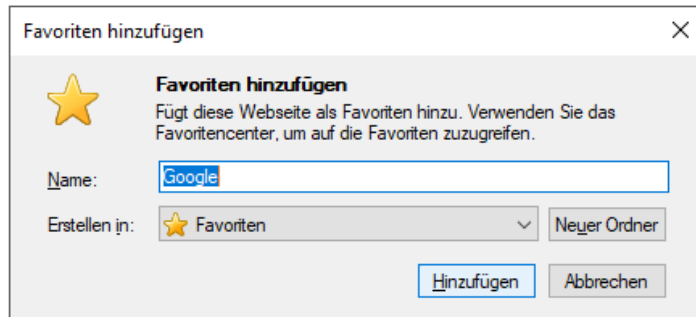 Favoriten hinzufügen
Favoriten hinzufügen
Fügt diese Webseite als Favoriten hinzu. Verwenden Sie das
Favoritencenter, um auf die Favoriten zuzugreifen.
Name: Google
Erstellen in: Favoriten Neuer Ordner
Hinzufügen Abbrechen